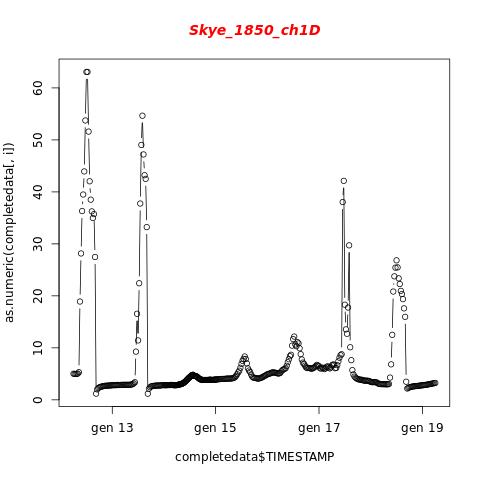 Skye_1850_ch1D
as.numeric(completedata[, i])
60
50
40
30
20
10
0
gen 13
gen 15
gen 17
gen 19
completedata$TIMESTAMP